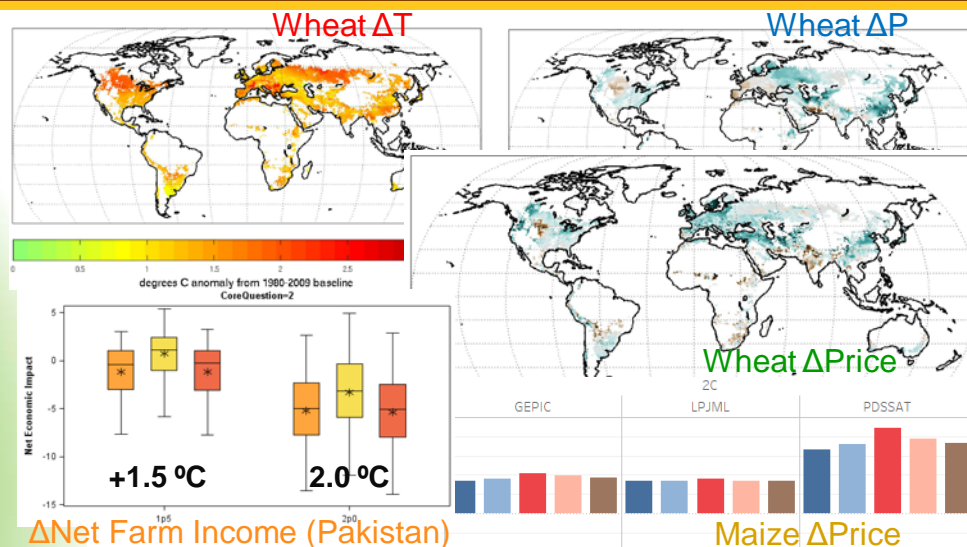 Wheat ΔT
Wheat ΔP
0 0.5 1 1.5 2 2.5
degrees C anomaly from 1980-2009 baseline
CoreQuestion=2
Net Economic Impact
5
0
-5
-10
-15
+1.5 ºC
2.0 ºC
1p5
2p0
ΔNet Farm Income (Pakistan)
Wheat ΔPrice
2C
GEPIC LPJML PDSSAT
Maize ΔPrice